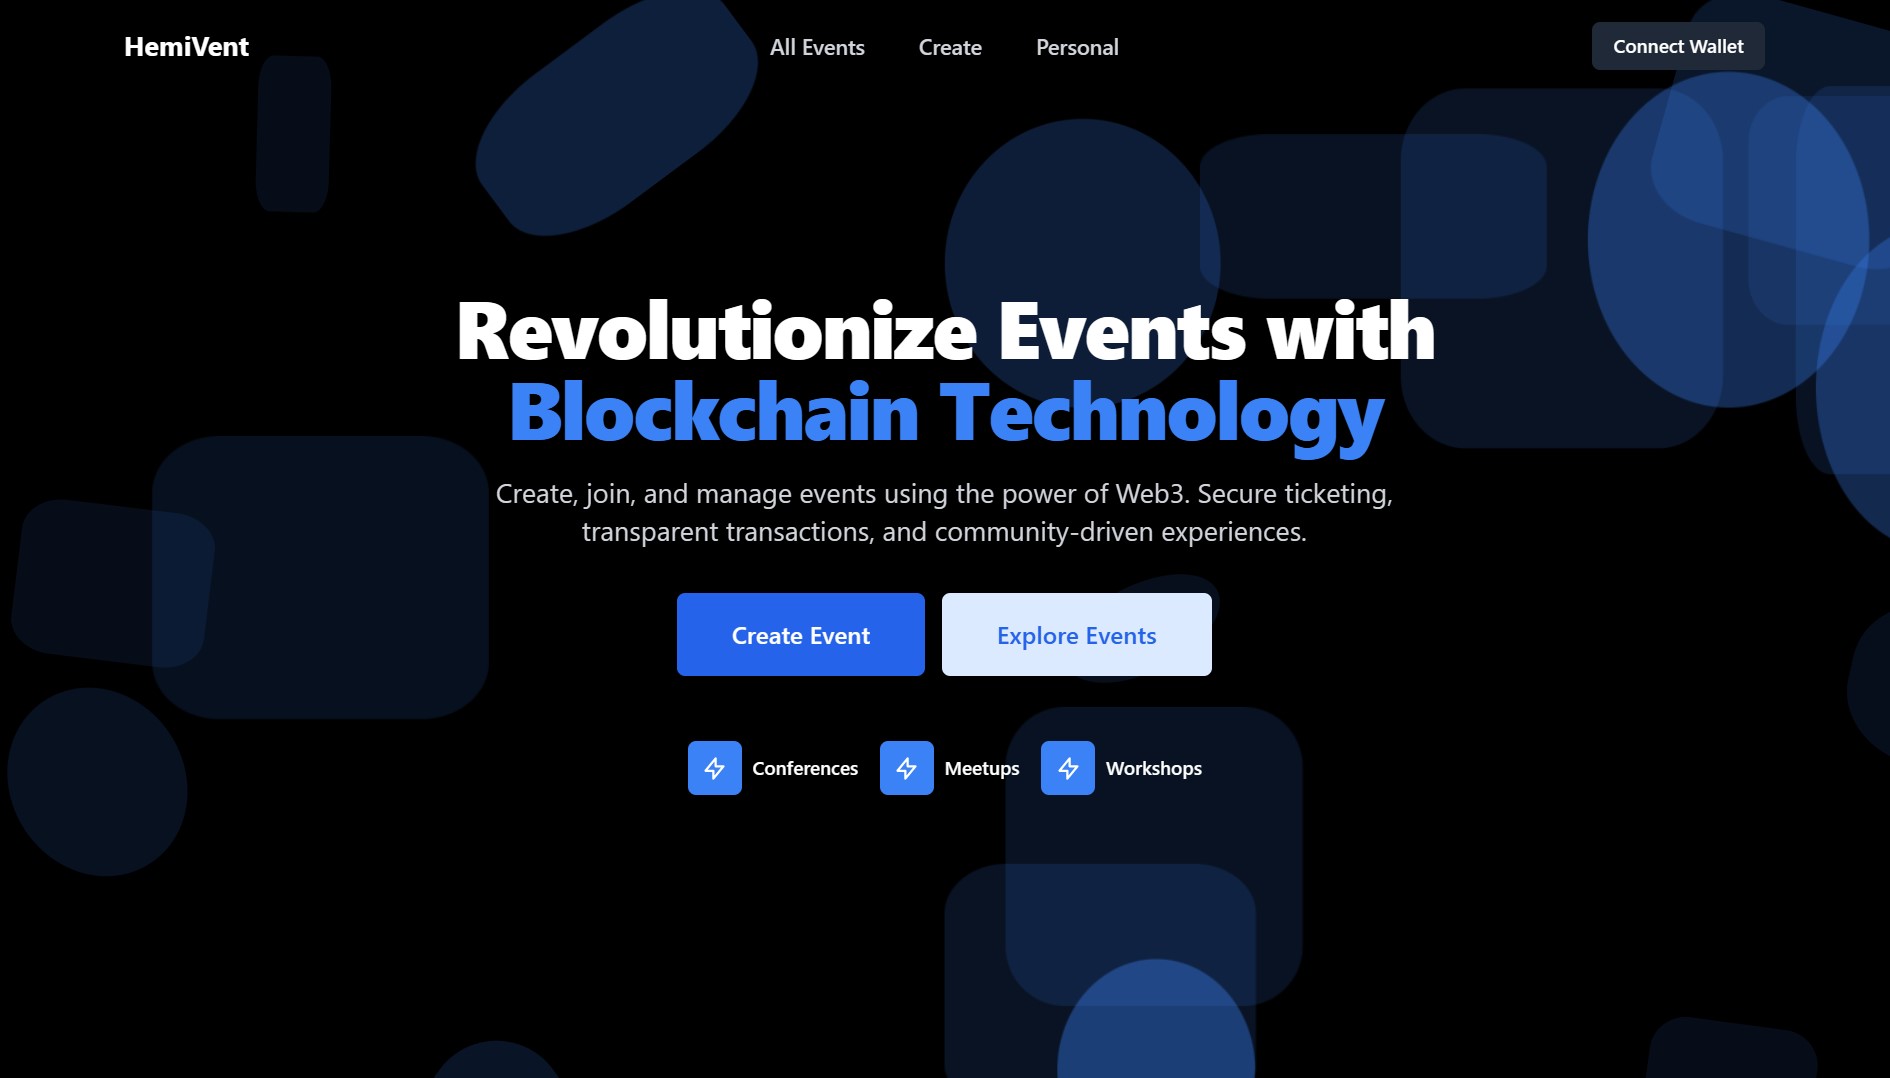 HemiVent
All Events
Create
Personal
Connect Wallet
Revolutionize Events with
Blockchain Technology
Create, join, and manage events using the power of Web3. Secure ticketing,
transparent transactions, and community-driven experiences.
Create Event
Explore Events
Conferences
Meetups
Workshops